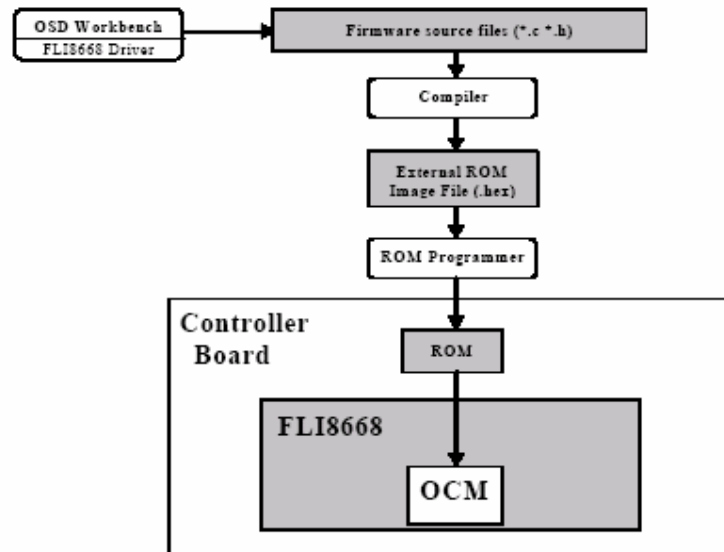 OSD Workbench
FLI8668 Driver
Firmware source files (*.c *.h)
Compiler
External ROM
Image File (.hex)
ROM Programmer
Controller
Board
ROM
FLI8668
OCM